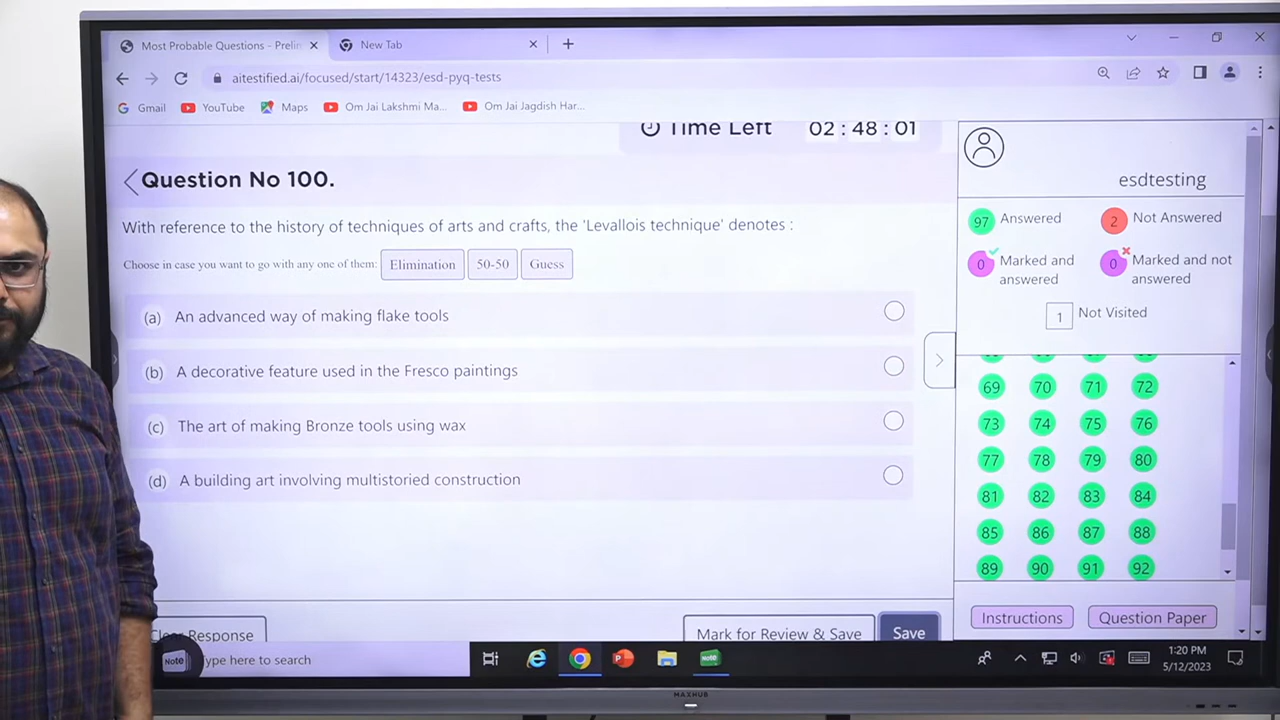 Most Probable Questions - Prelin
New Tab
aitestified.ai/focused/start/14323/esd-pyq-tests
Gmail
YouTube
Maps
Om Jai Lakshmi Ma...
Om Jai Jagdish Har...
Time Left 02 : 48 : 01
Question No 100.
With reference to the history of techniques of arts and crafts, the 'Levallois technique' denotes :
Choose in case you want to go with any one of them: Elimination 50-50 Guess
(a) An advanced way of making flake tools
(b) A decorative feature used in the Fresco paintings
(c) The art of making Bronze tools using wax
(d) A building art involving multistoried construction
Clear Response
Mark for Review & Save
Save
esdtesting
97 Answered
2 Not Answered
0 Marked and answered
0 Marked and not answered
1 Not Visited
69 70 71 72
73 74 75 76
77 78 79 80
81 82 83 84
85 86 87 88
89 90 91 92
Instructions
Question Paper
Note
ype here to search
Note
1:20 PM
5/12/2023
MAXHUB